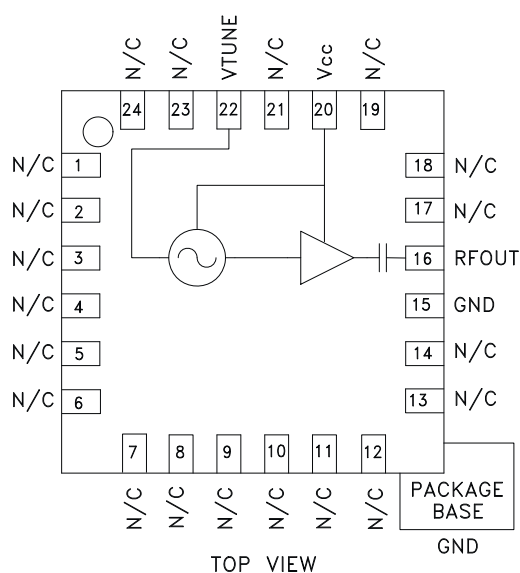 N/C
N/C
VTUNE
N/C
Vcc
N/C
24
23
22
21
20
19
N/C 1
18 N/C
N/C 2
17 N/C
N/C 3
16 RFOUT
N/C 4
15 GND
N/C 5
14 N/C
N/C 6
13 N/C
7
8
9
10
11
12
N/C
N/C
N/C
N/C
N/C
N/C
PACKAGE
BASE
GND
TOP VIEW